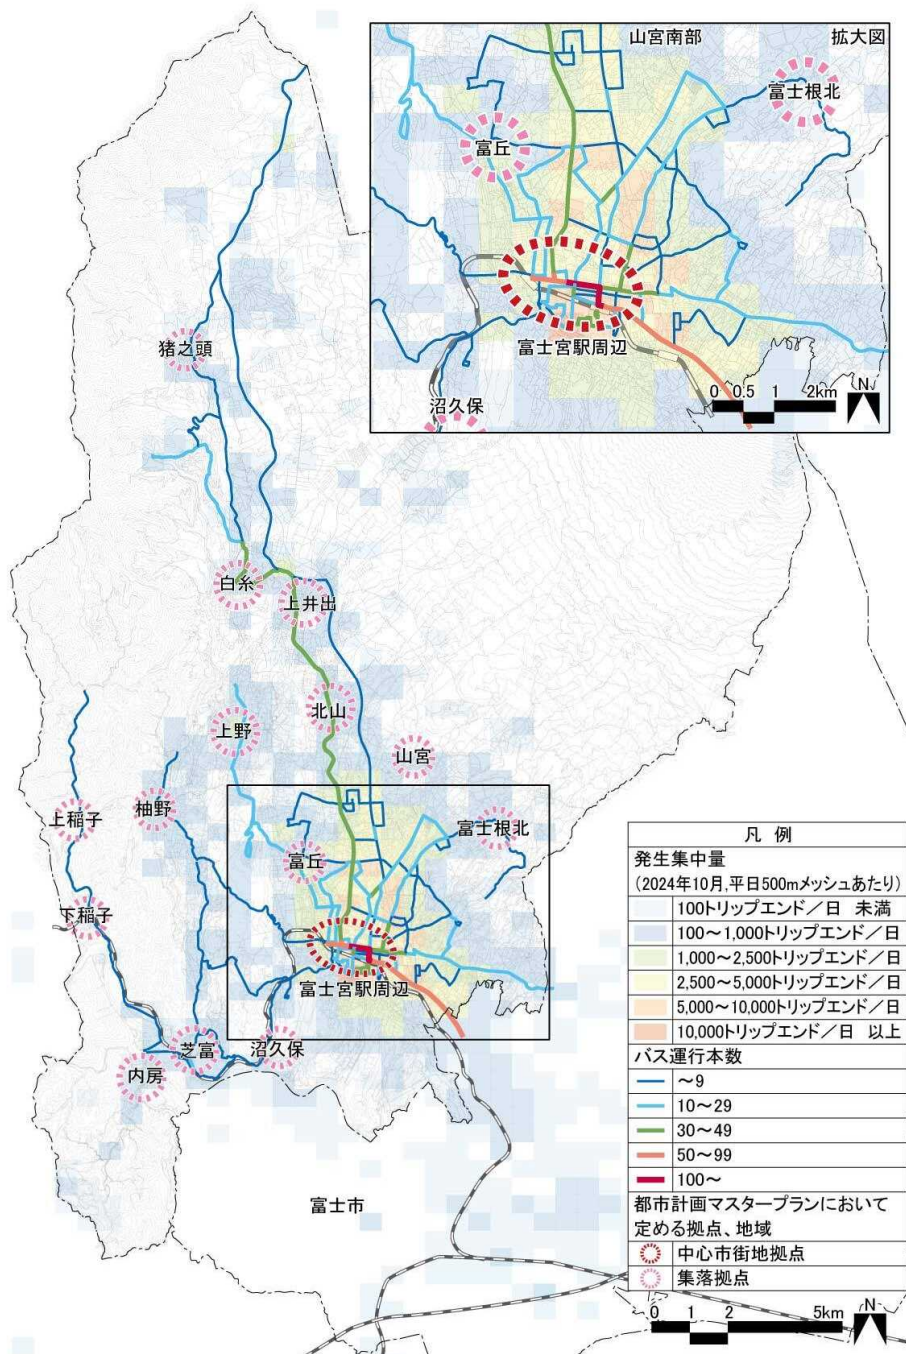 山宮南部
拡大図
富士根北
富丘
富士宮駅周辺
沼久保
0 0.5 1 2km
N
猪之頭
白糸
上井出
北山
上野
山宮
上稲子
柚野
富士根北
富丘
下稲子
富士宮駅周辺
芝富
沼久保
内房
富士市
凡 例
発生集中量
(2024年10月,平日500mメッシュあたり)
100トリップエンド/日 未満
100~1,000トリップエンド/日
1,000~2,500トリップエンド/日
2,500~5,000トリップエンド/日
5,000~10,000トリップエンド/日
10,000トリップエンド/日 以上
バス運行本数
~9
10~29
30~49
50~99
100~
都市計画マスタープランにおいて
定める拠点、地域
中心市街地拠点
集落拠点
0 1 2 5km
N